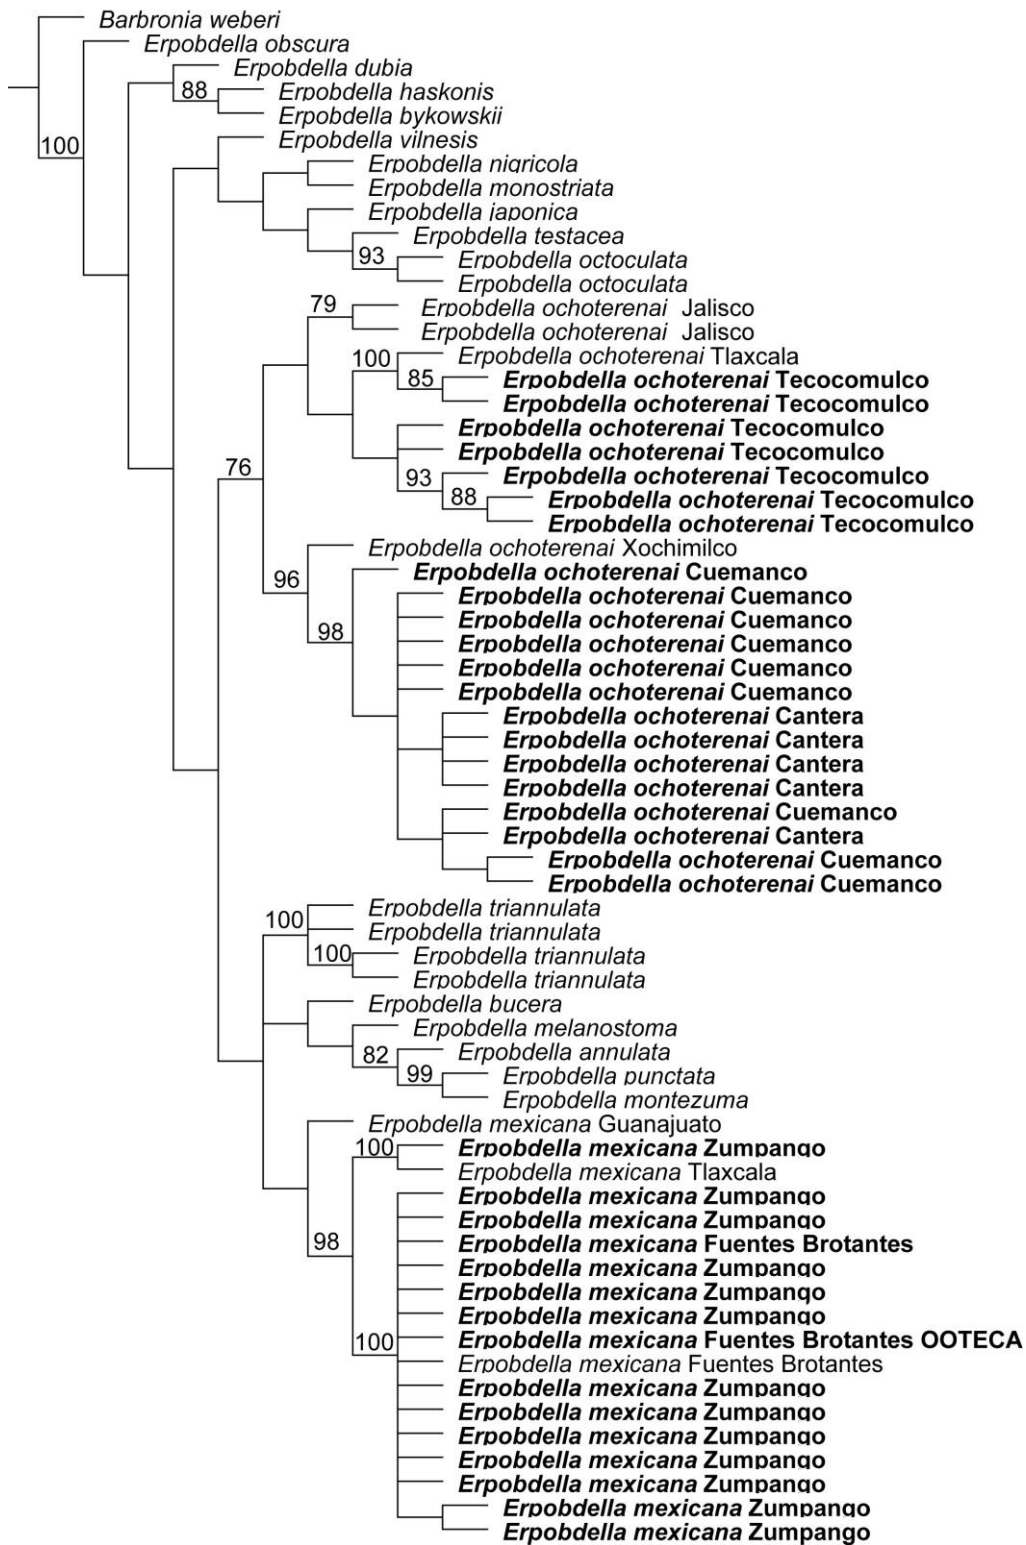 Barbronia weberi
Erpobdella obscura
Erpobdella dubia
88
Erpobdella haskonis
Erpobdella bykowskii
100
Erpobdella vilnesis
Erpobdella nigricola
Erpobdella monostriata
Erpobdella japonica
Erpobdella testacea
93
Erpobdella octoculata
Erpobdella octoculata
79
Erpobdella ochoterenai Jalisco
Erpobdella ochoterenai Jalisco
100
Erpobdella ochoterenai Tlaxcala
85
Erpobdella ochoterenai Tecocomulco
Erpobdella ochoterenai Tecocomulco
Erpobdella ochoterenai Tecocomulco
Erpobdella ochoterenai Tecocomulco
76
93
Erpobdella ochoterenai Tecocomulco
88
Erpobdella ochoterenai Tecocomulco
Erpobdella ochoterenai Tecocomulco
Erpobdella ochoterenai Xochimilco
96
Erpobdella ochoterenai Cuemanco
Erpobdella ochoterenai Cuemanco
Erpobdella ochoterenai Cuemanco
98
Erpobdella ochoterenai Cuemanco
Erpobdella ochoterenai Cuemanco
Erpobdella ochoterenai Cuemanco
Erpobdella ochoterenai Cantera
Erpobdella ochoterenai Cantera
Erpobdella ochoterenai Cantera
Erpobdella ochoterenai Cantera
Erpobdella ochoterenai Cuemanco
Erpobdella ochoterenai Cantera
Erpobdella ochoterenai Cuemanco
Erpobdella ochoterenai Cuemanco
100
Erpobdella triannulata
Erpobdella triannulata
100
Erpobdella triannulata
Erpobdella triannulata
Erpobdella bucera
Erpobdella melanostoma
82
Erpobdella annulata
99
Erpobdella punctata
Erpobdella montezuma
Erpobdella mexicana Guanajuato
100
Erpobdella mexicana Zumpango
Erpobdella mexicana Tlaxcala
Erpobdella mexicana Zumpango
Erpobdella mexicana Zumpango
98
Erpobdella mexicana Fuentes Brotantes
Erpobdella mexicana Zumpango
Erpobdella mexicana Zumpango
Erpobdella mexicana Zumpango
100
Erpobdella mexicana Fuentes Brotantes OOTECA
Erpobdella mexicana Fuentes Brotantes
Erpobdella mexicana Zumpango
Erpobdella mexicana Zumpango
Erpobdella mexicana Zumpango
Erpobdella mexicana Zumpango
Erpobdella mexicana Zumpango
Erpobdella mexicana Zumpango
Erpobdella mexicana Zumpango